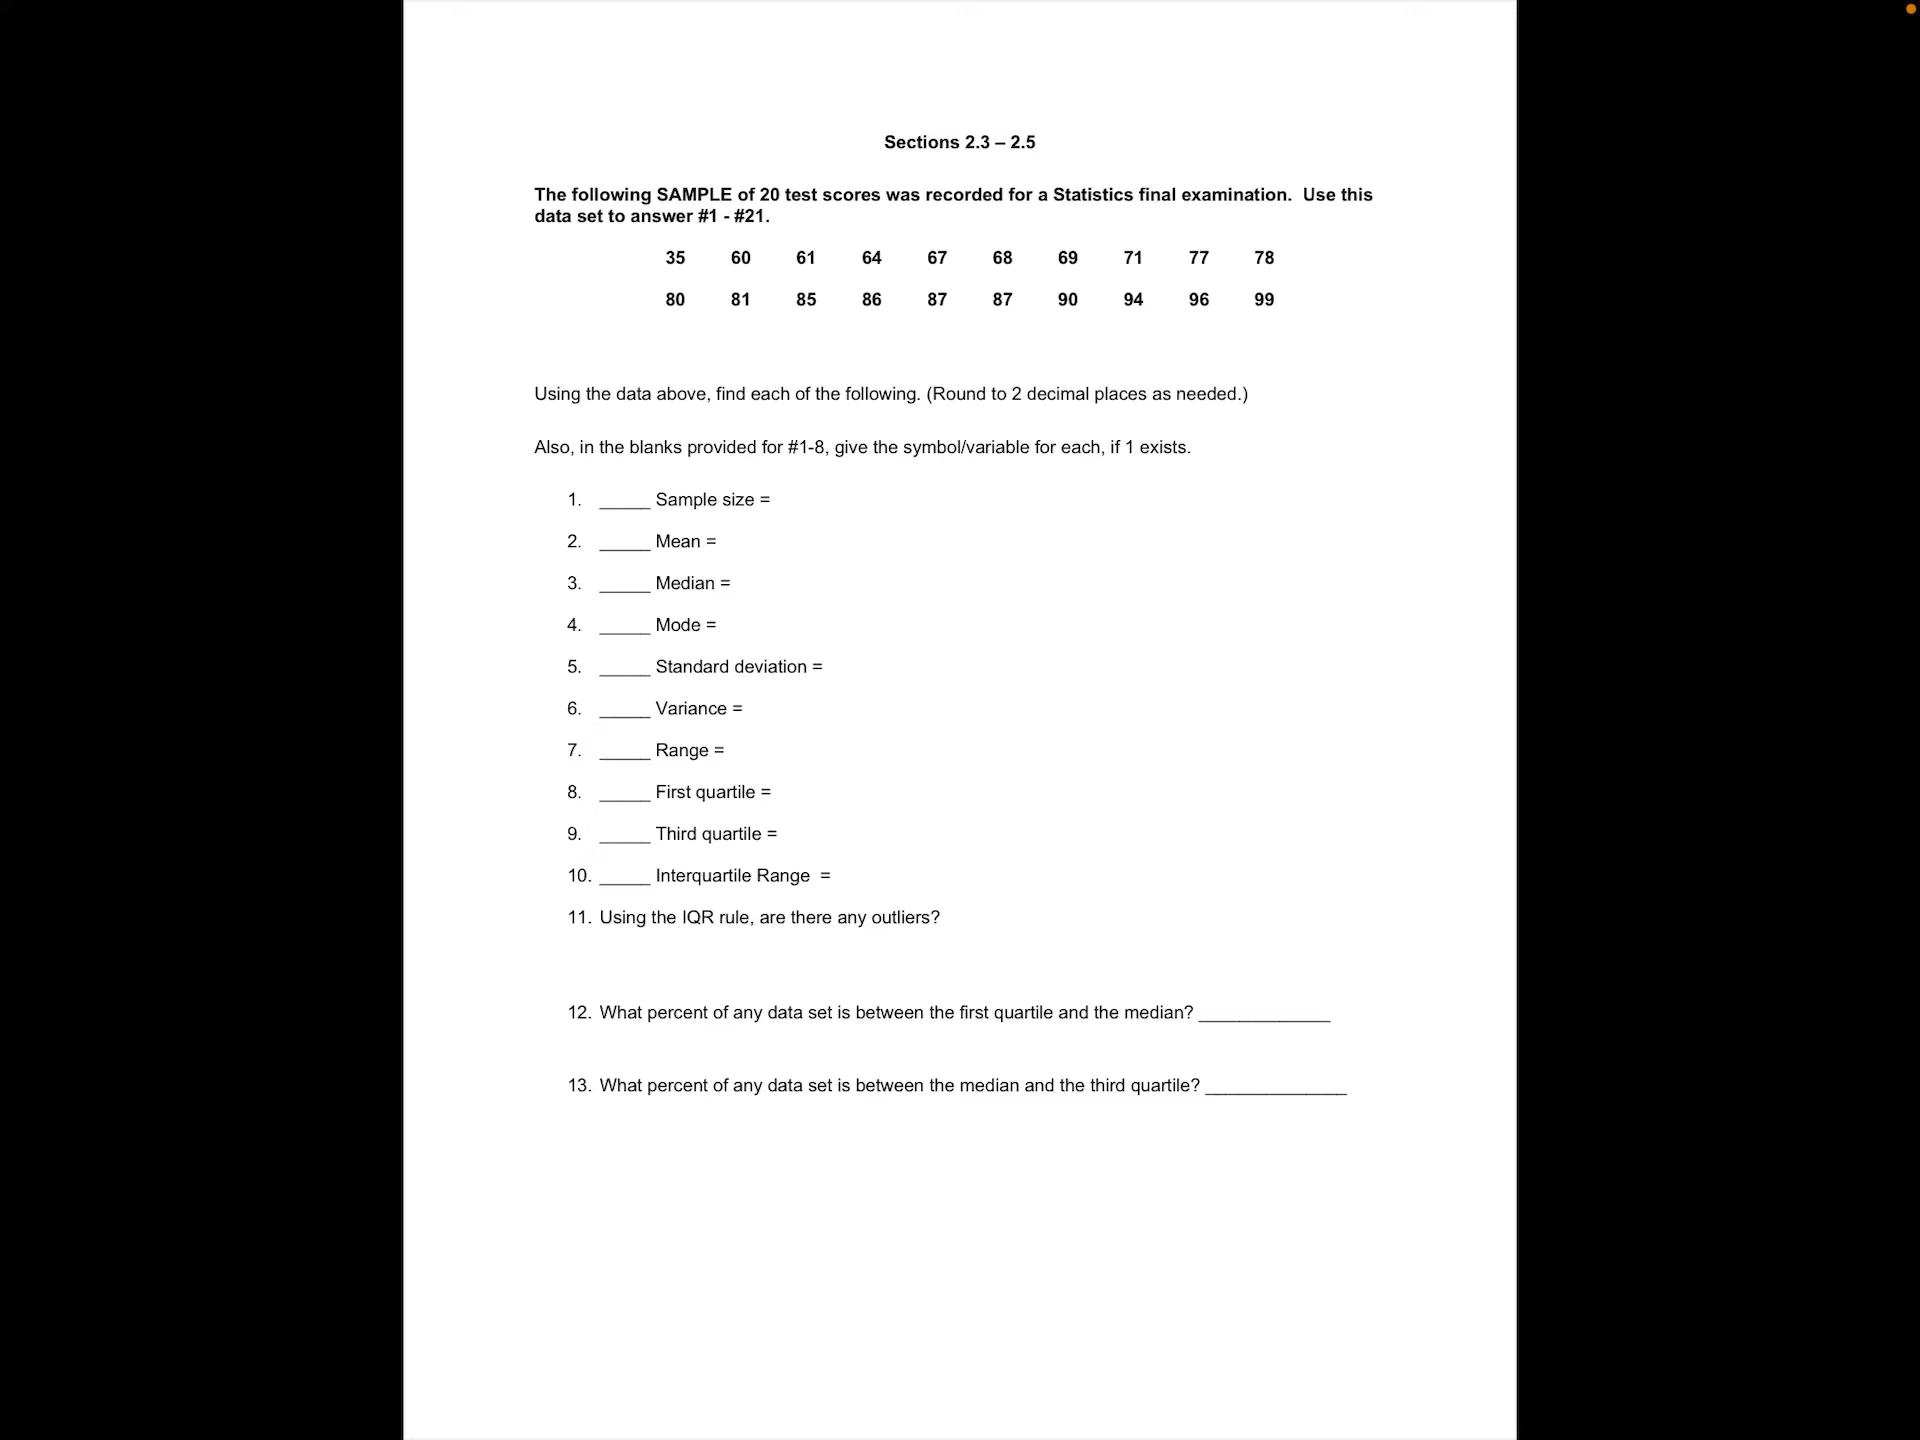 Sections 2.3 – 2.5
The following SAMPLE of 20 test scores was recorded for a Statistics final examination.  Use this
data set to answer #1 - #21.
35 60 61 64 67 68 69 71 77 78
80 81 85 86 87 87 90 94 96 99
Using the data above, find each of the following. (Round to 2 decimal places as needed.)
Also, in the blanks provided for #1-8, give the symbol/variable for each, if 1 exists.
1. _____ Sample size =
2. _____ Mean =
3. _____ Median =
4. _____ Mode =
5. _____ Standard deviation =
6. _____ Variance =
7. _____ Range =
8. _____ First quartile =
9. _____ Third quartile =
10. _____ Interquartile Range  =
11. Using the IQR rule, are there any outliers?
12. What percent of any data set is between the first quartile and the median? _____________
13. What percent of any data set is between the median and the third quartile? ______________